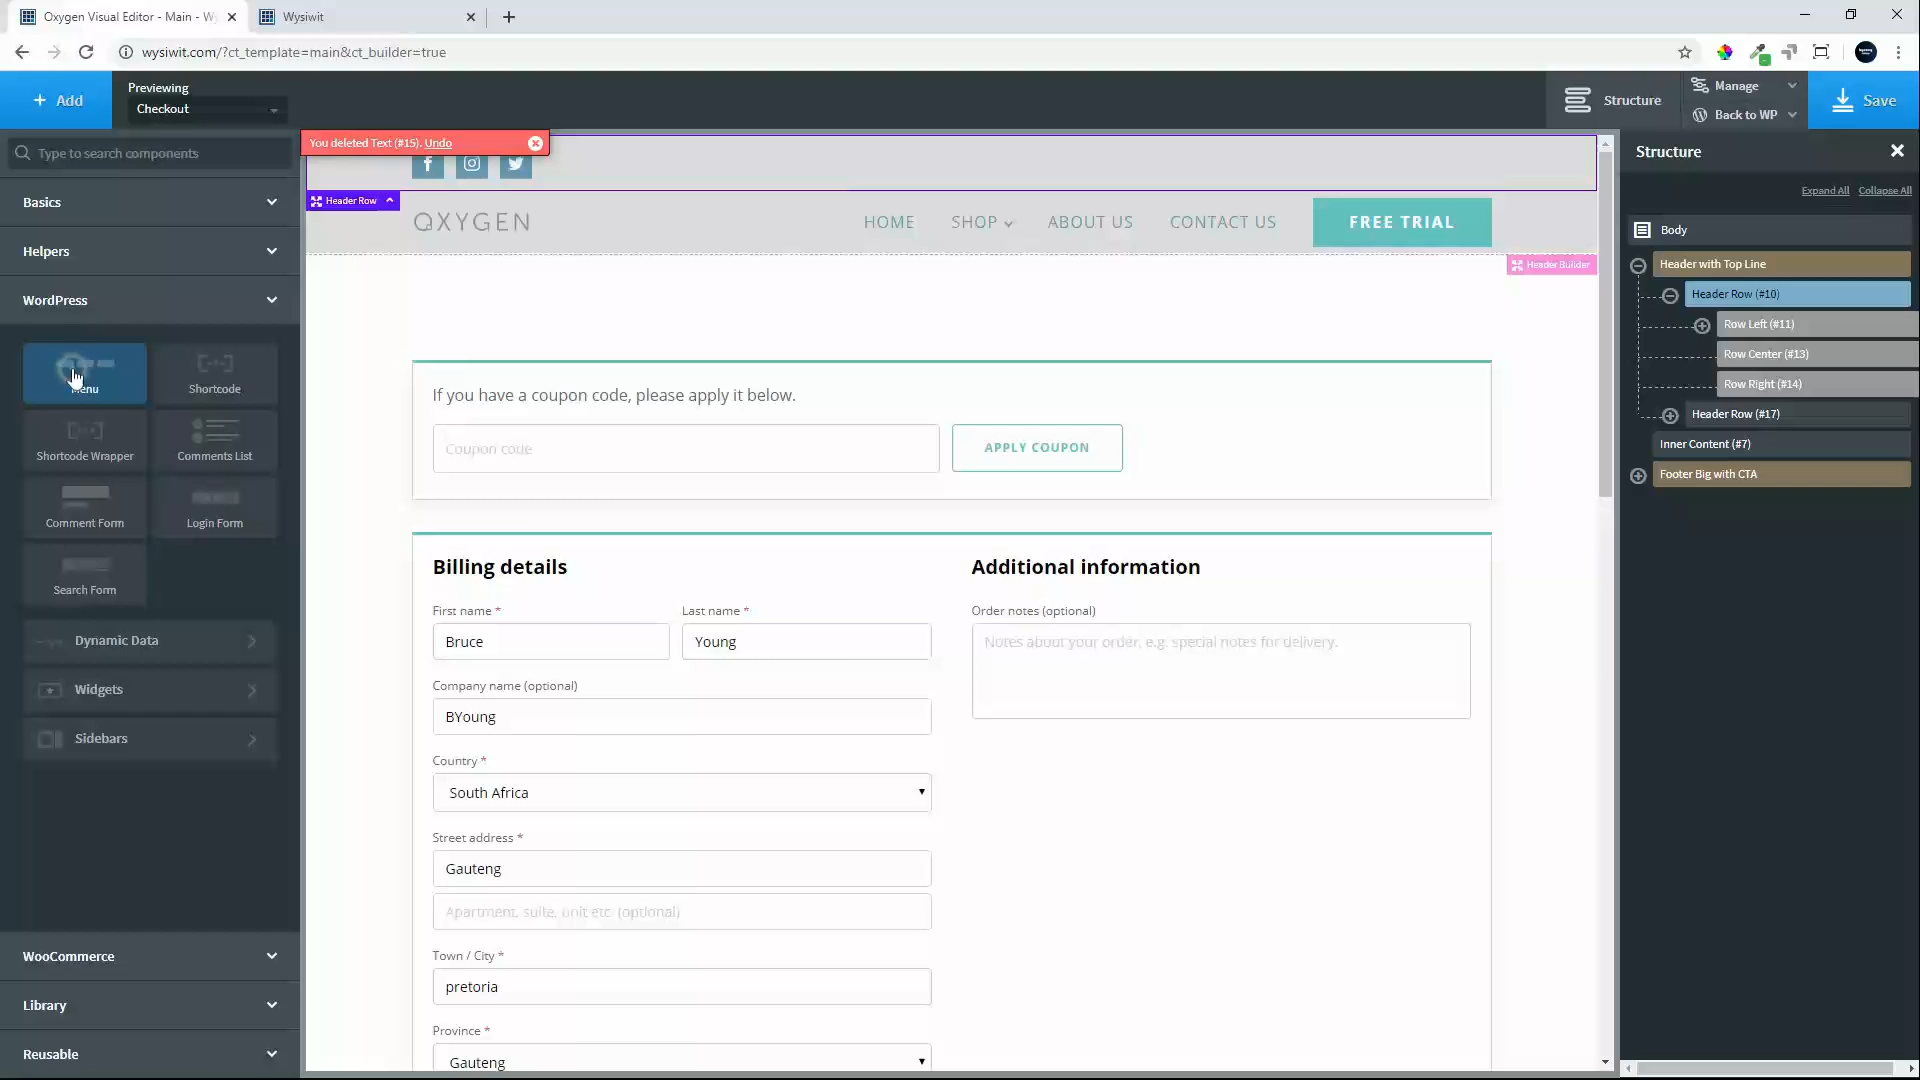 Oxygen Visual Editor - Main - W
Wysiwit
wysiwit.com/?ct_template=main&ct_builder=true
+ Add
Previewing
Checkout
Structure
Manage
Back to WP
Save
Type to search components
Basics
Helpers
WordPress
Menu
Shortcode
Shortcode Wrapper
Comments List
Comment Form
Login Form
Search Form
Dynamic Data
Widgets
Sidebars
WooCommerce
Library
Reusable
You deleted Text (#15). Undo
Header Row
OXYGEN
HOME
SHOP
ABOUT US
CONTACT US
FREE TRIAL
Header Builder
If you have a coupon code, please apply it below.
Coupon code
APPLY COUPON
Billing details
First name *
Last name *
Bruce
Young
Company name (optional)
BYoung
Country *
South Africa
Street address *
Gauteng
Apartment, suite, unit etc. (optional)
Town / City *
pretoria
Province *
Gauteng
Additional information
Order notes (optional)
Notes about your order, e.g. special notes for delivery.
Structure
Expand All
Collapse All
Body
Header with Top Line
Header Row (#10)
Row Left (#11)
Row Center (#13)
Row Right (#14)
Header Row (#17)
Inner Content (#7)
Footer Big with CTA